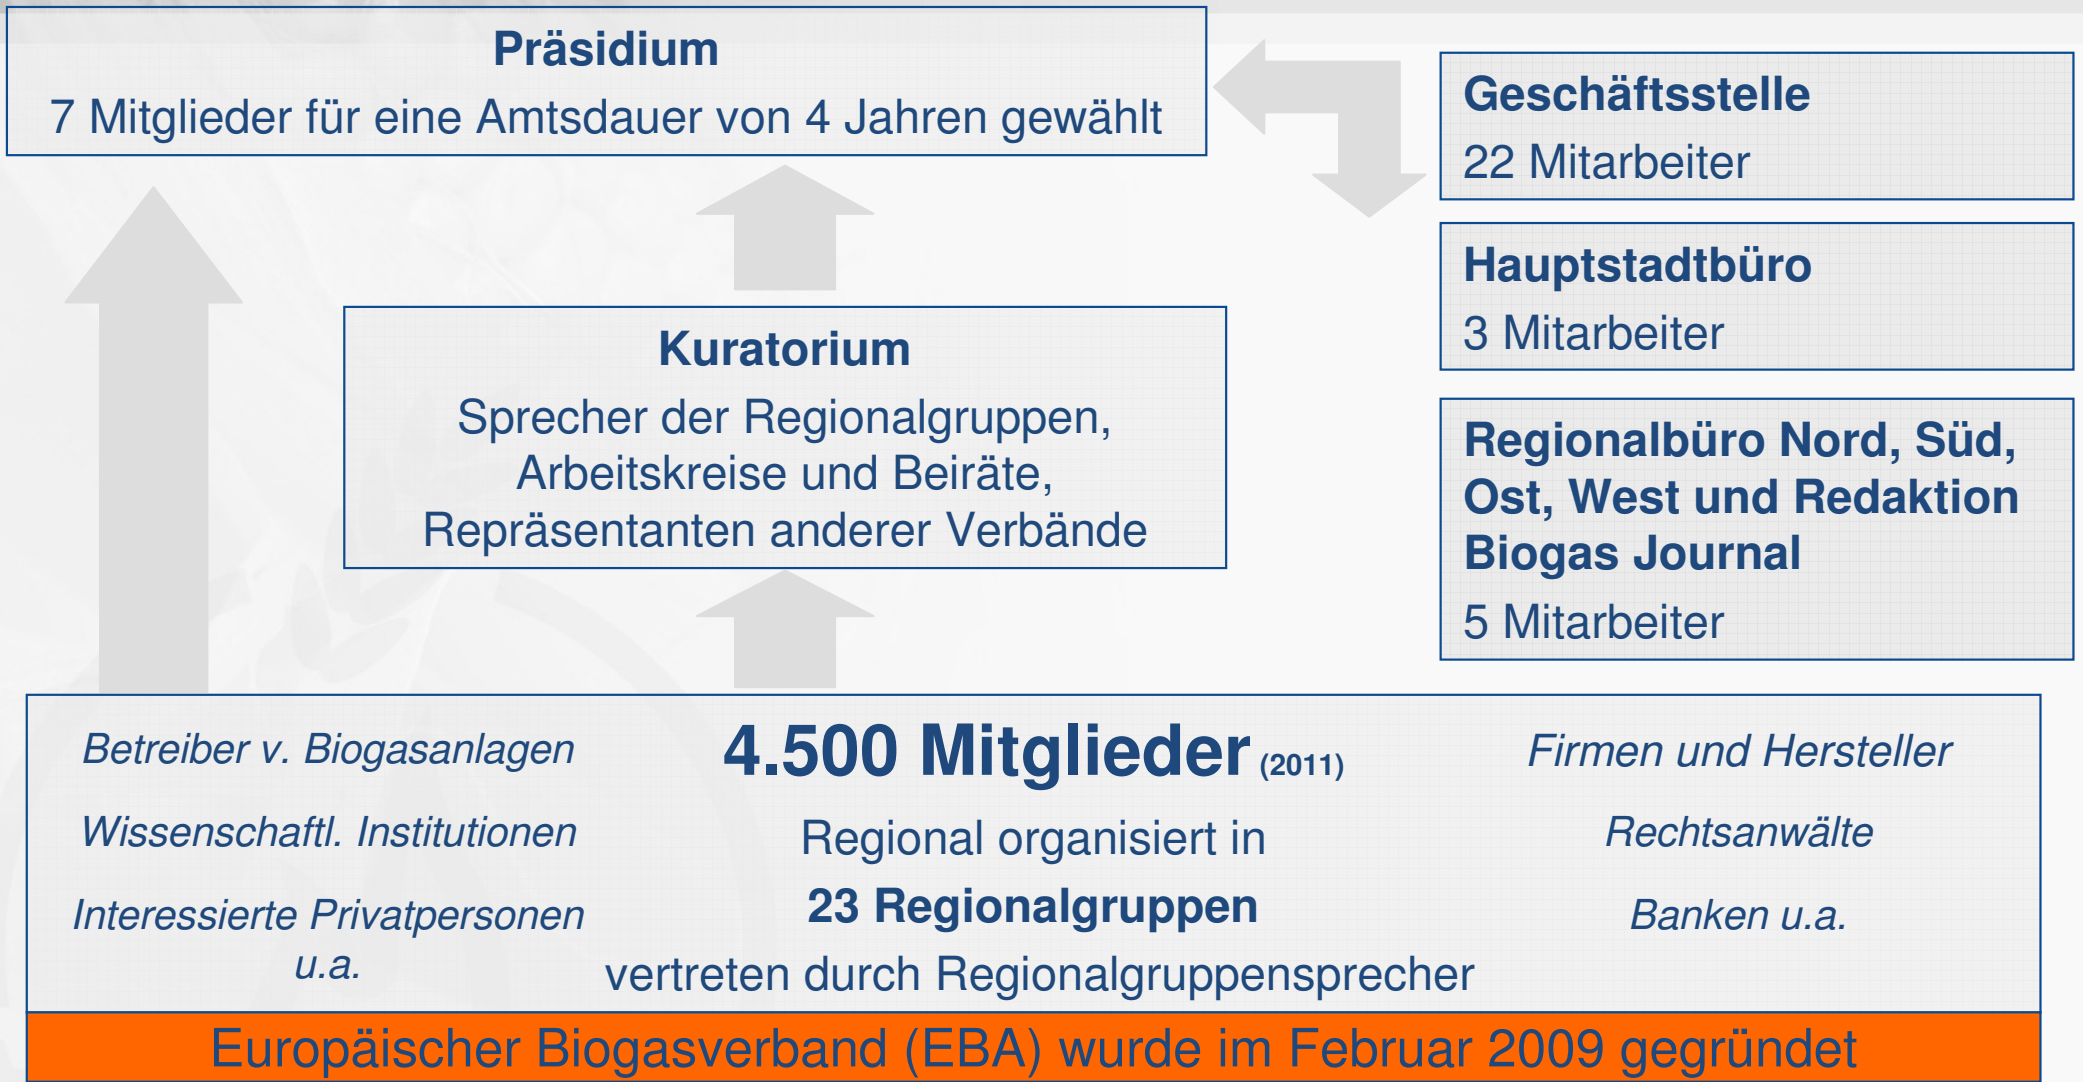 Präsidium
7 Mitglieder für eine Amtsdauer von 4 Jahren gewählt
Geschäftsstelle
22 Mitarbeiter
Hauptstadtbüro
3 Mitarbeiter
Kuratorium
Sprecher der Regionalgruppen,
Arbeitskreise und Beiräte,
Repräsentanten anderer Verbände
Regionalbüro Nord, Süd,
Ost, West und Redaktion
Biogas Journal
5 Mitarbeiter
Betreiber v. Biogasanlagen
Wissenschaftl. Institutionen
Interessierte Privatpersonen
u.a.
4.500 Mitglieder (2011)
Regional organisiert in
23 Regionalgruppen
vertreten durch Regionalgruppensprecher
Firmen und Hersteller
Rechtsanwälte
Banken u.a.
Europäischer Biogasverband (EBA) wurde im Februar 2009 gegründet